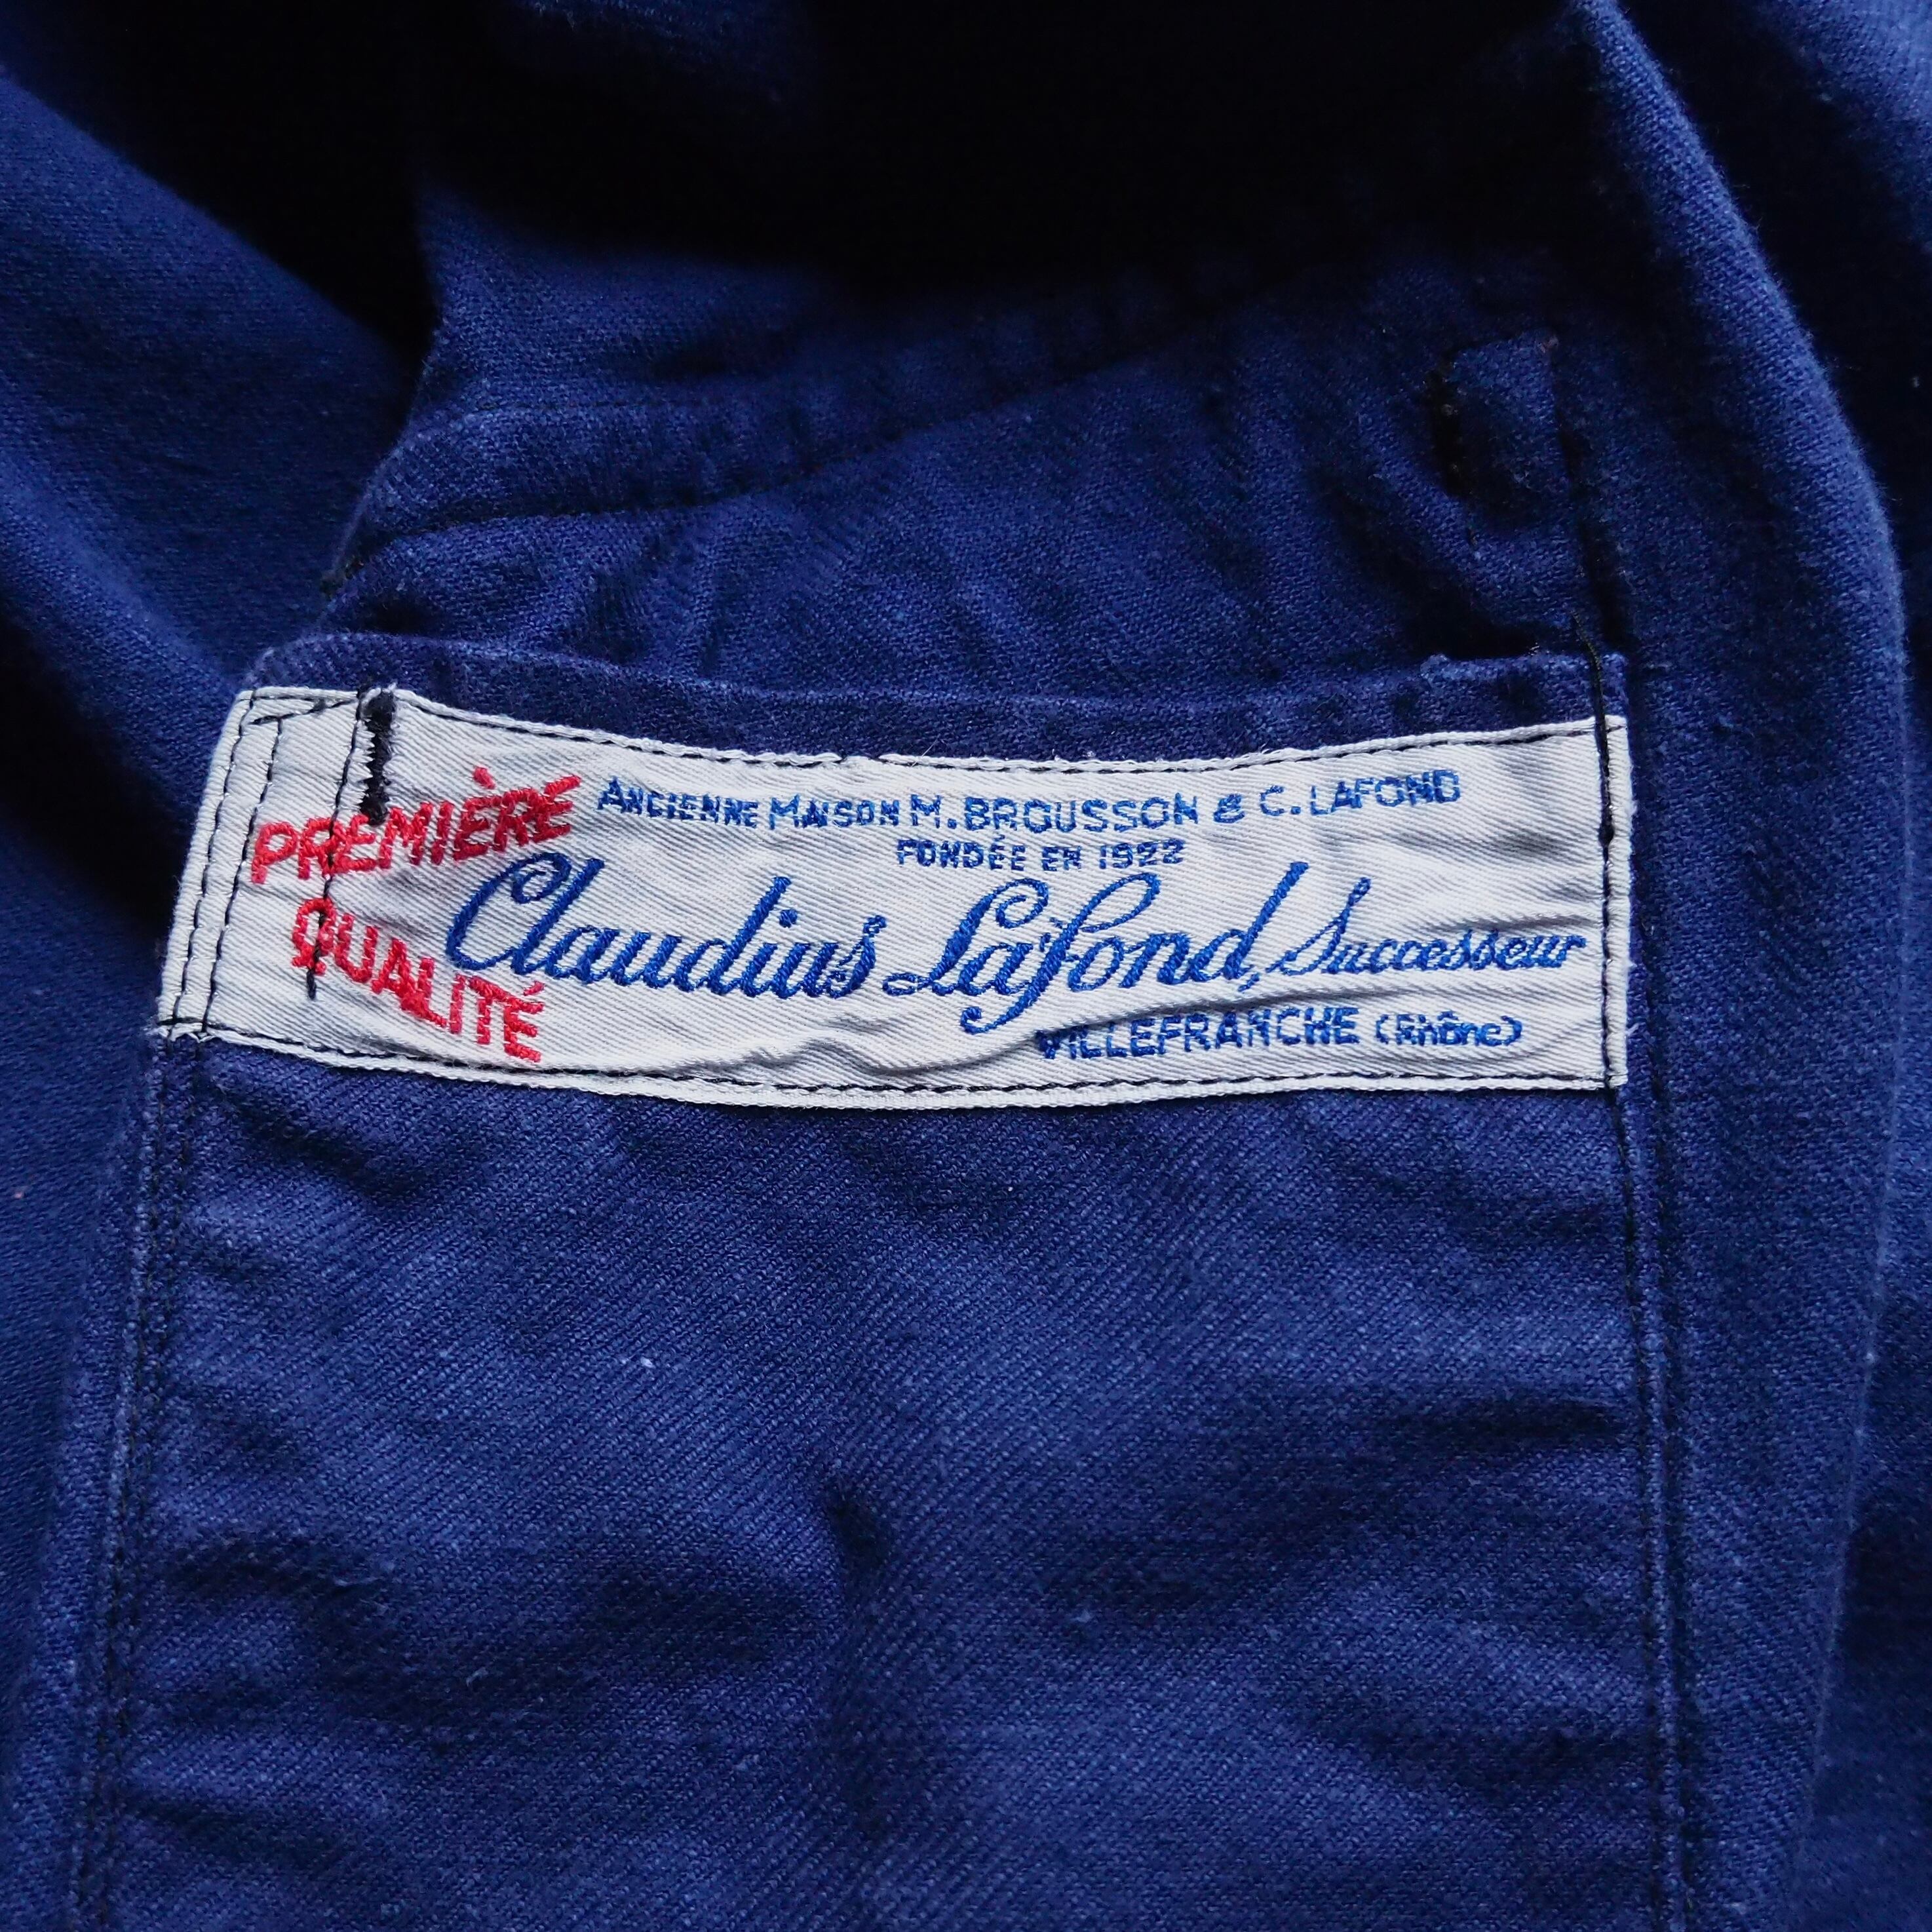 PREMIÈRE
QUALITÉ
ANCIENNE MAISON M. BROUSSON & C. LAFOND
FONDÉE EN 1922
Claudius Lafond, Successeur
VILLEFRANCHE (Rhône)